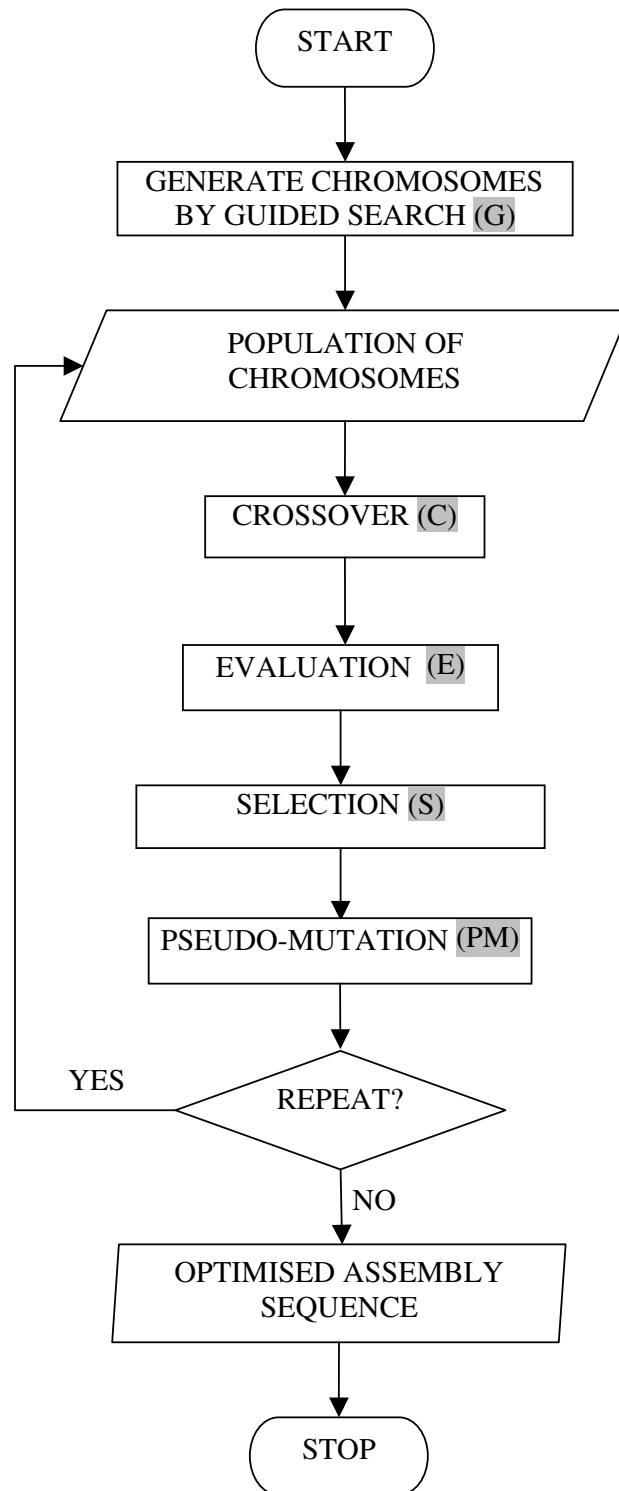 START
GENERATE CHROMOSOMES
BY GUIDED SEARCH (G)
POPULATION OF
CHROMOSOMES
CROSSOVER (C)
EVALUATION (E)
SELECTION (S)
PSEUDO-MUTATION (PM)
YES
REPEAT?
NO
OPTIMISED ASSEMBLY
SEQUENCE
STOP